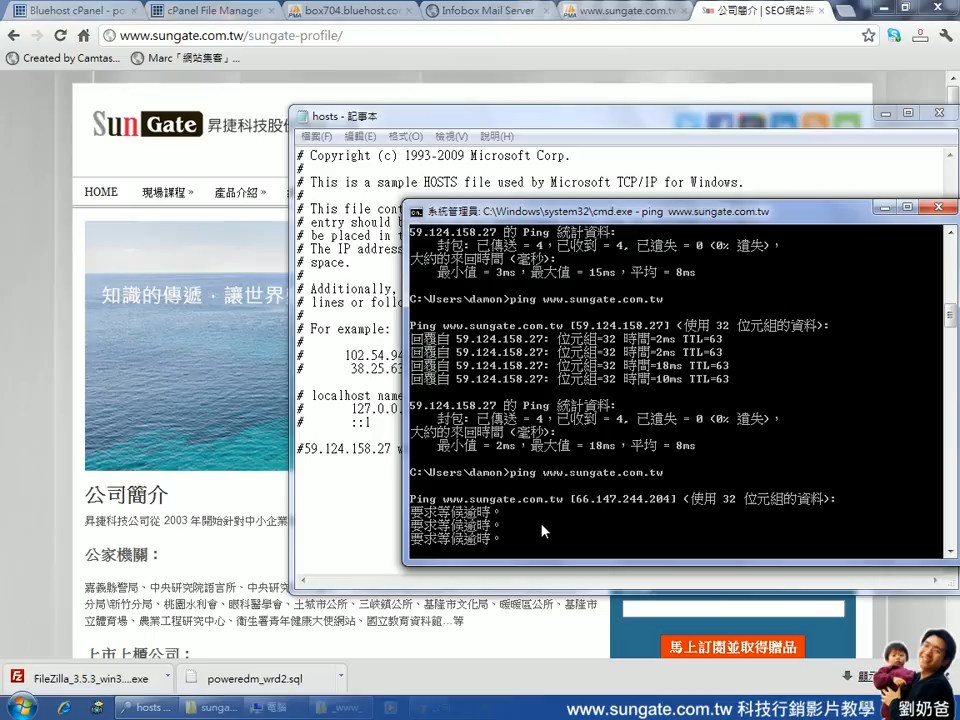 Bluehost cPanel - po
cPanel File Manager
box704.bluehost.co
Infobox Mail Server
www.sungate.com.tv
公司簡介 | SEO網站架
www.sungate.com.tw/sungate-profile/
Created by Camtas...
Marc「網站集客」...
SunGate 昇捷科技股份
HOME 現場課程 » 產品介紹 »
知識的傳遞．讓世界
公司簡介
昇捷科技公司從 2003 年開始針對中小企業
公家機關：
嘉義縣警局、中央研究院語言所、中央研究
分局\新竹分局、桃園水利會、眼科醫學會、土城市公所、三峽鎮公所、基隆市文化局、暖暖區公所、基隆市
立體育場、農業工程研究中心、衛生署青年健康大使網站、國立教育資料館...等
上市上櫃公司：
hosts - 記事本
檔案(F) 編輯(E) 格式(O) 檢視(V) 說明(H)
# Copyright (c) 1993-2009 Microsoft Corp.
#
# This is a sample HOSTS file used by Microsoft TCP/IP for Windows.
#
# This file cont
# entry should b
# be placed in t
# The IP address
# space.
#
# Additionally,
# lines or follo
#
# For example:
#
# 102.54.94
# 38.25.63
# localhost name
# 127.0.0.
# ::1
#59.124.158.27 w
系統管理員: C:\Windows\system32\cmd.exe - ping www.sungate.com.tw
59.124.158.27 的 Ping 統計資料:
封包: 已傳送 = 4，已收到 = 4, 已遺失 = 0 (0% 遺失)，
大約的來回時間 (毫秒):
最小值 = 3ms，最大值 = 15ms，平均 = 8ms
C:\Users\damon>ping www.sungate.com.tw
Ping www.sungate.com.tw [59.124.158.27] (使用 32 位元組的資料):
回覆自 59.124.158.27: 位元組=32 時間=2ms TTL=63
回覆自 59.124.158.27: 位元組=32 時間=2ms TTL=63
回覆自 59.124.158.27: 位元組=32 時間=18ms TTL=63
回覆自 59.124.158.27: 位元組=32 時間=10ms TTL=63
59.124.158.27 的 Ping 統計資料:
封包: 已傳送 = 4，已收到 = 4, 已遺失 = 0 (0% 遺失)，
大約的來回時間 (毫秒):
最小值 = 2ms，最大值 = 18ms，平均 = 8ms
C:\Users\damon>ping www.sungate.com.tw
Ping www.sungate.com.tw [66.147.244.204] (使用 32 位元組的資料):
要求等候逾時。
要求等候逾時。
要求等候逾時。
馬上訂閱並取得贈品
FileZilla_3.5.3_win3....exe
poweredm_wrd2.sql
hosts ...
sunga...
電腦
_www_
www.sungate.com.tw 科技行銷影片教學
劉奶爸